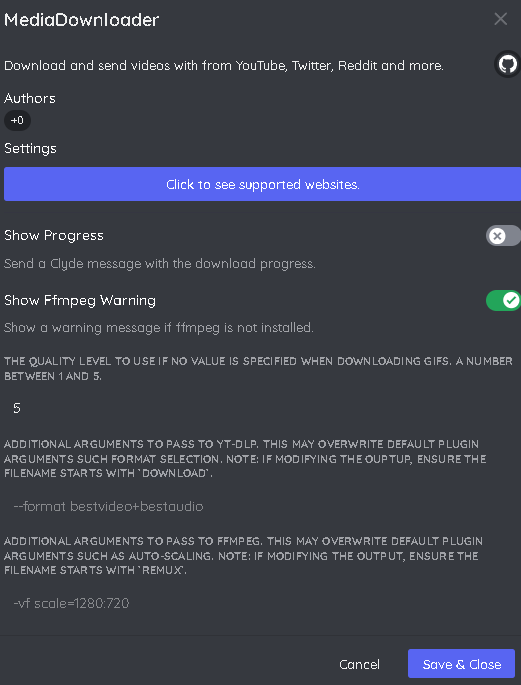 MediaDownloader
Download and send videos with from YouTube, Twitter, Reddit and more.
Authors
+0
Settings
Click to see supported websites.
Show Progress
Send a Clyde message with the download progress.
Show Ffmpeg Warning
Show a warning message if ffmpeg is not installed.
THE QUALITY LEVEL TO USE IF NO VALUE IS SPECIFIED WHEN DOWNLOADING GIFS. A NUMBER
BETWEEN 1 AND 5.
5
ADDITIONAL ARGUMENTS TO PASS TO YT-DLP. THIS MAY OVERWRITE DEFAULT PLUGIN
ARGUMENTS SUCH FORMAT SELECTION. NOTE: IF MODIFYING THE OUPTUP, ENSURE THE
FILENAME STARTS WITH `DOWNLOAD`.
--format bestvideo+bestaudio
ADDITIONAL ARGUMENTS TO PASS TO FFMPEG. THIS MAY OVERWRITE DEFAULT PLUGIN
ARGUMENTS SUCH AS AUTO-SCALING. NOTE: IF MODIFYING THE OUTPUT, ENSURE THE
FILENAME STARTS WITH `REMUX`.
-vf scale=1280:720
Cancel
Save & Close